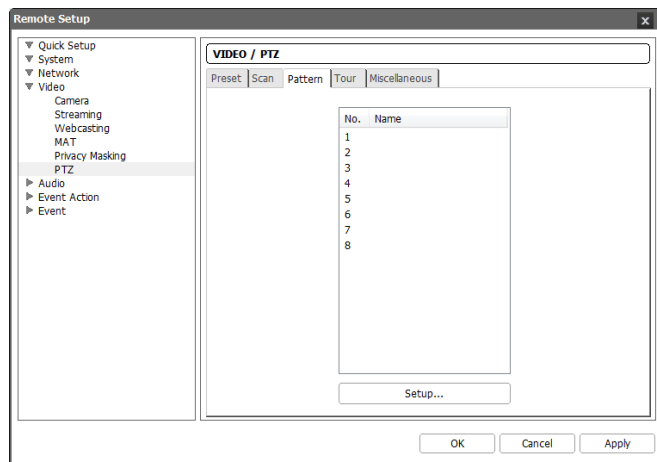 Remote Setup
x
Quick Setup
System
Network
Video
Camera
Streaming
Webcasting
MAT
Privacy Masking
PTZ
Audio
Event Action
Event
VIDEO / PTZ
Preset Scan Pattern Tour Miscellaneous
No. Name
1
2
3
4
5
6
7
8
Setup...
OK Cancel Apply